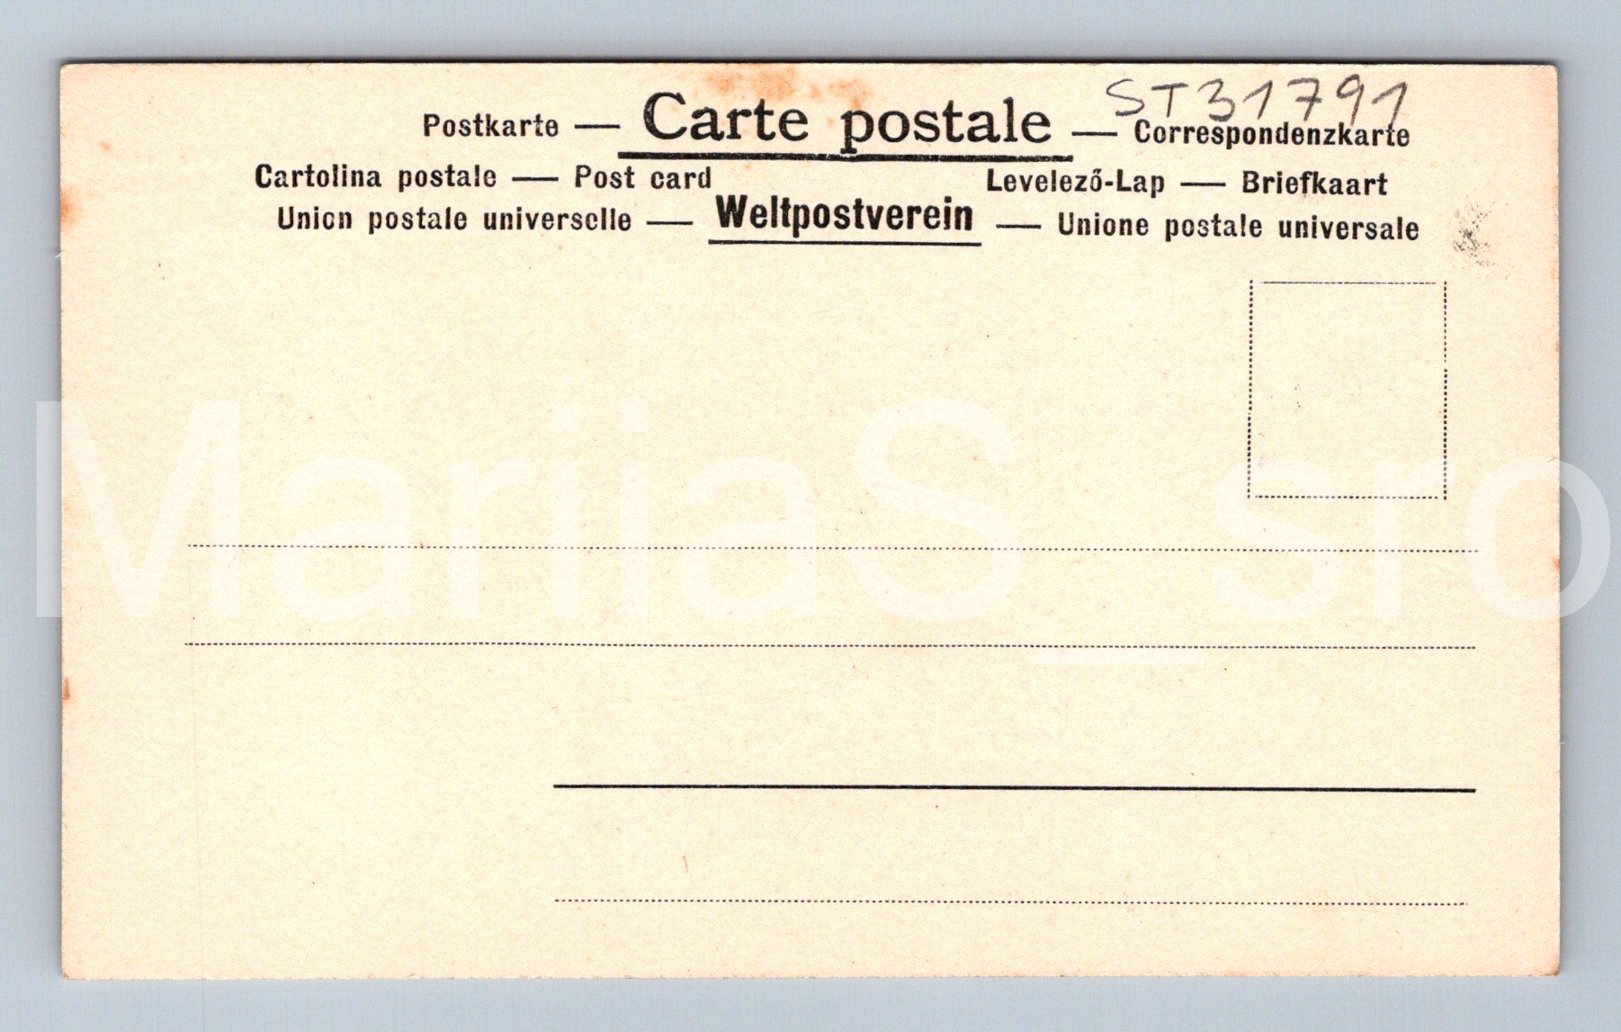 ST31791
Postkarte — Carte postale — Correspondenzkarte
Cartolina postale — Post card Levelező-Lap — Briefkaart
Union postale universelle — Weltpostverein — Unione postale universale
MariiaS_sro